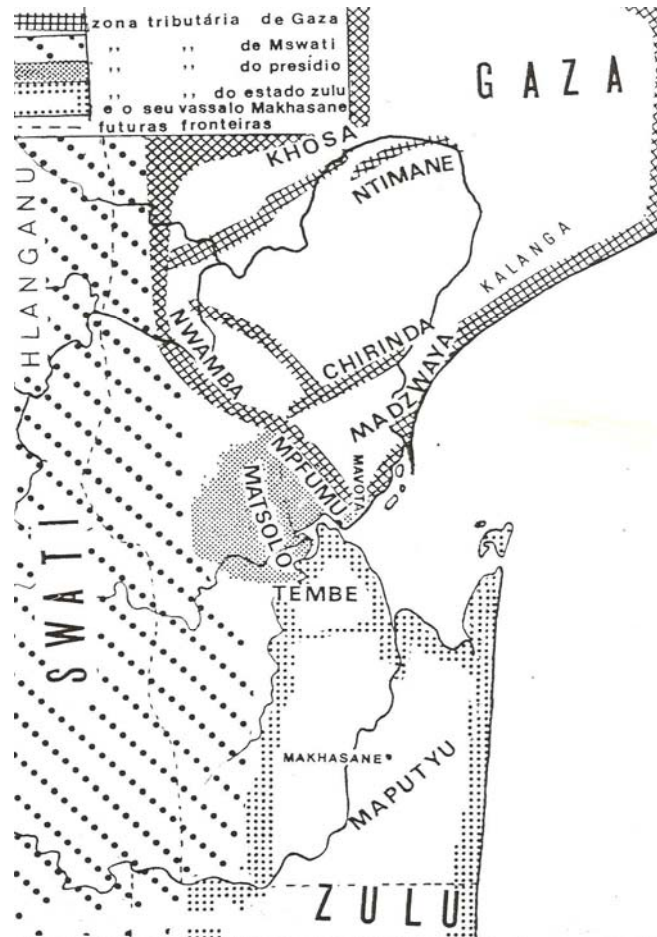 zona tributária de Gaza
,, ,, de Mswati
,, ,, do presídio
,, ,, do estado zulu
e o seu vassalo Makhasane
futuras fronteiras
GAZA
KHOSA
NTIMANE
HLANGANU
KALANGA
NWAMBA
CHIRINDA
MADZWAYA
MPFUMU
MAVOTA
MATSOLO
SWATI
TEMBE
MAKHASANE
MAPUTYU
ZULU